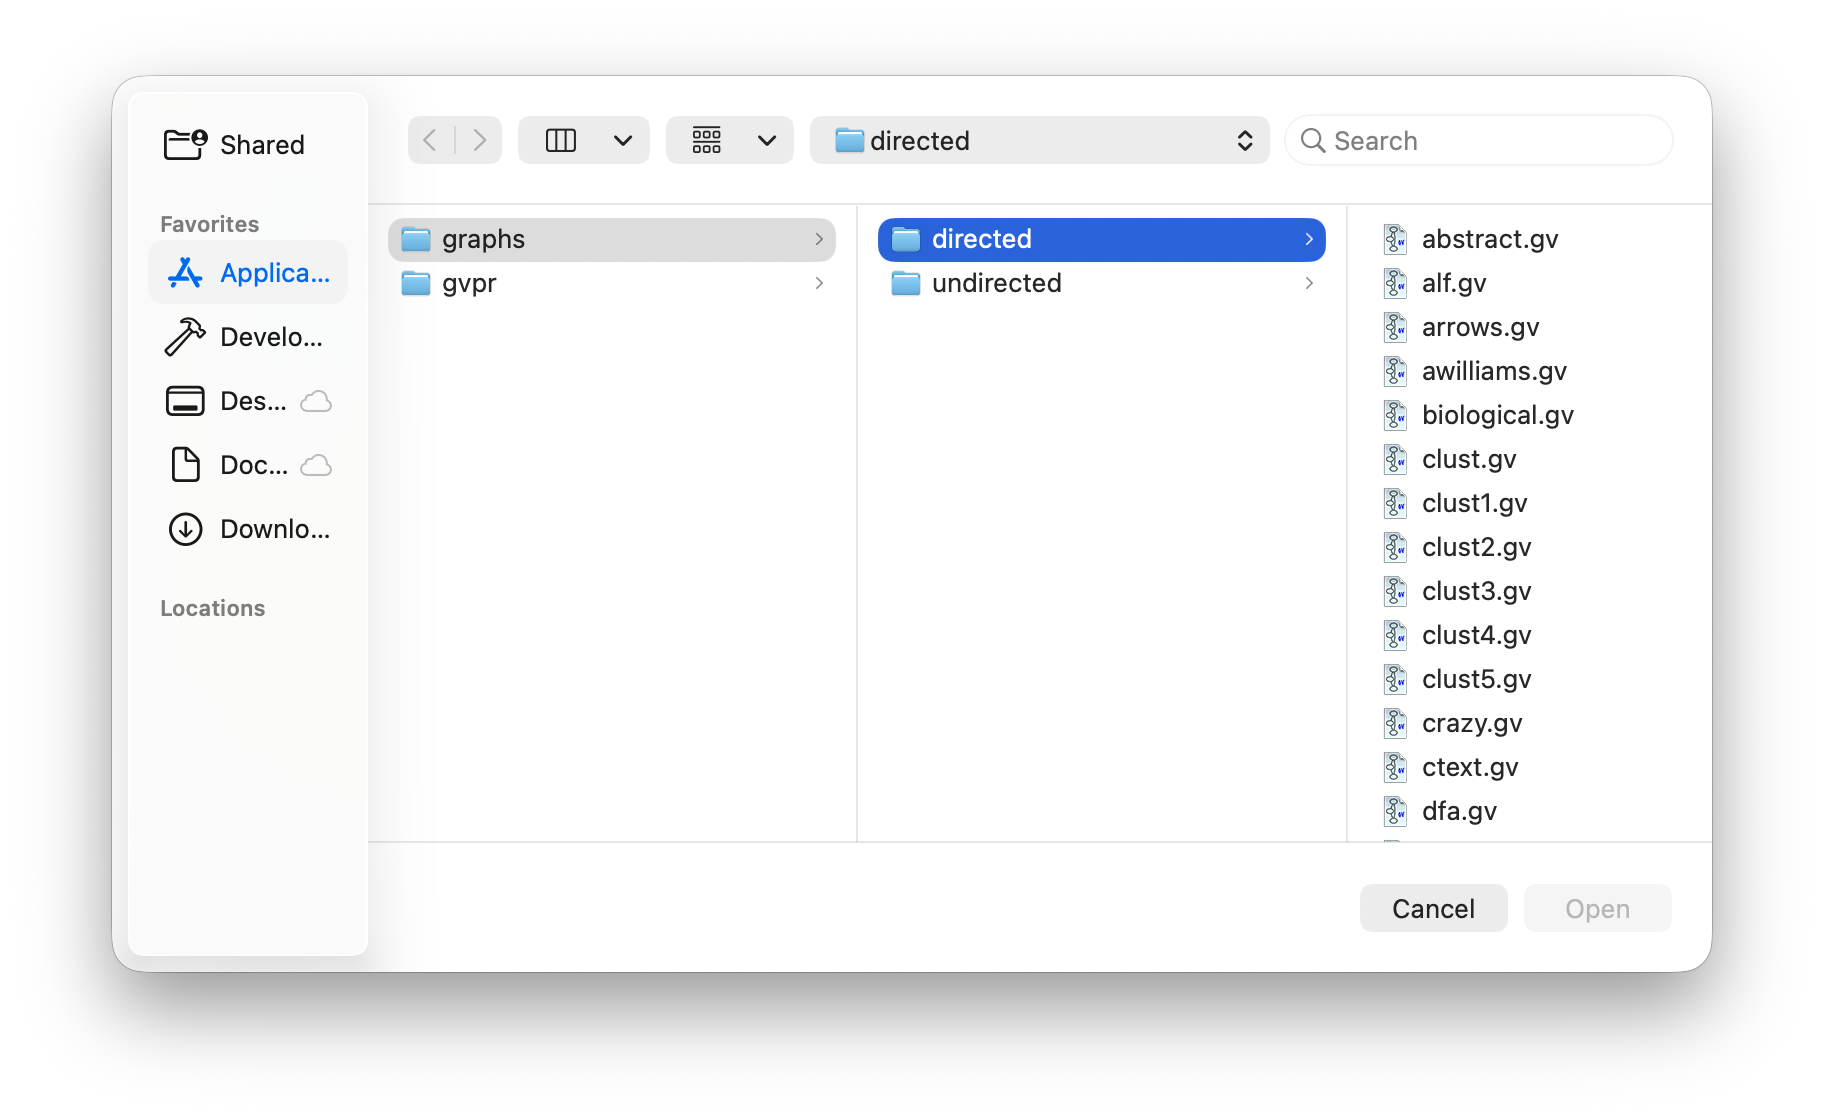 Shared
Favorites
Applica...
Develo...
Des...
Doc...
Downlo...
Locations
directed
Search
graphs
gvpr
directed
undirected
abstract.gv
alf.gv
arrows.gv
awilliams.gv
biological.gv
clust.gv
clust1.gv
clust2.gv
clust3.gv
clust4.gv
clust5.gv
crazy.gv
ctext.gv
dfa.gv
Cancel
Open